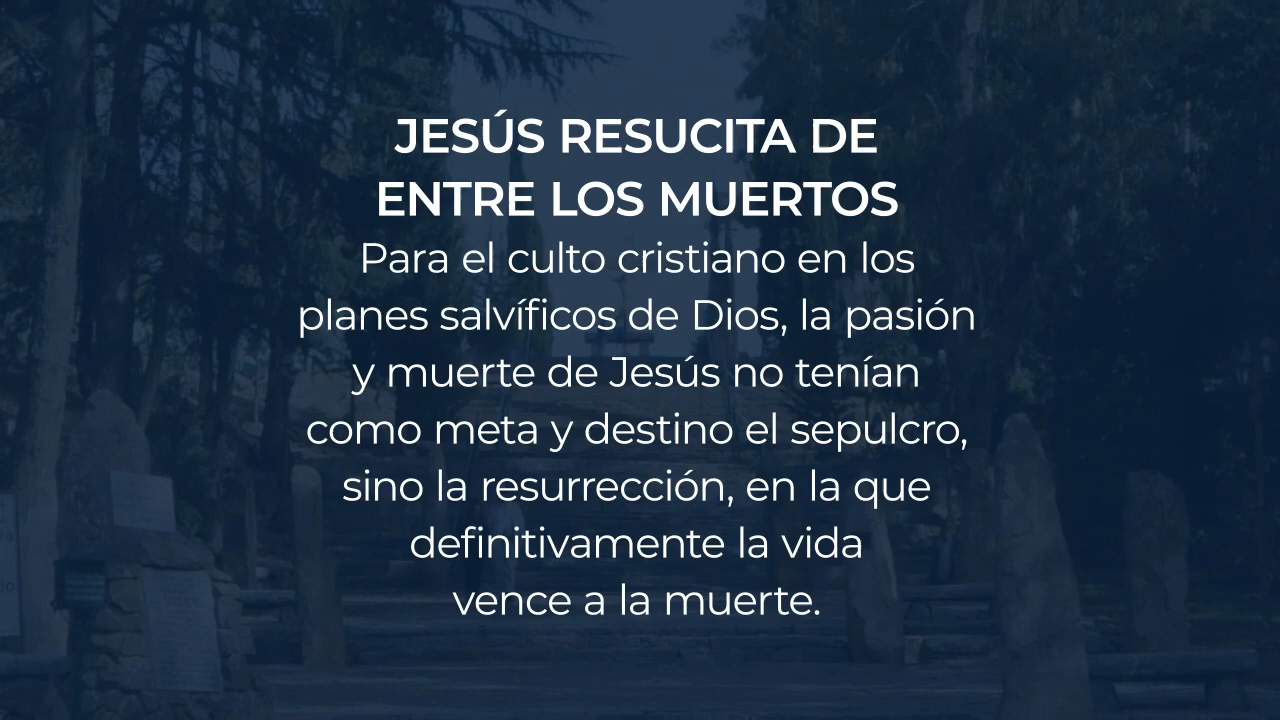 JESÚS RESUCITA DE
ENTRE LOS MUERTOS
Para el culto cristiano en los
planes salvíficos de Dios, la pasión
y muerte de Jesús no tenían
como meta y destino el sepulcro,
sino la resurrección, en la que
definitivamente la vida
vence a la muerte.